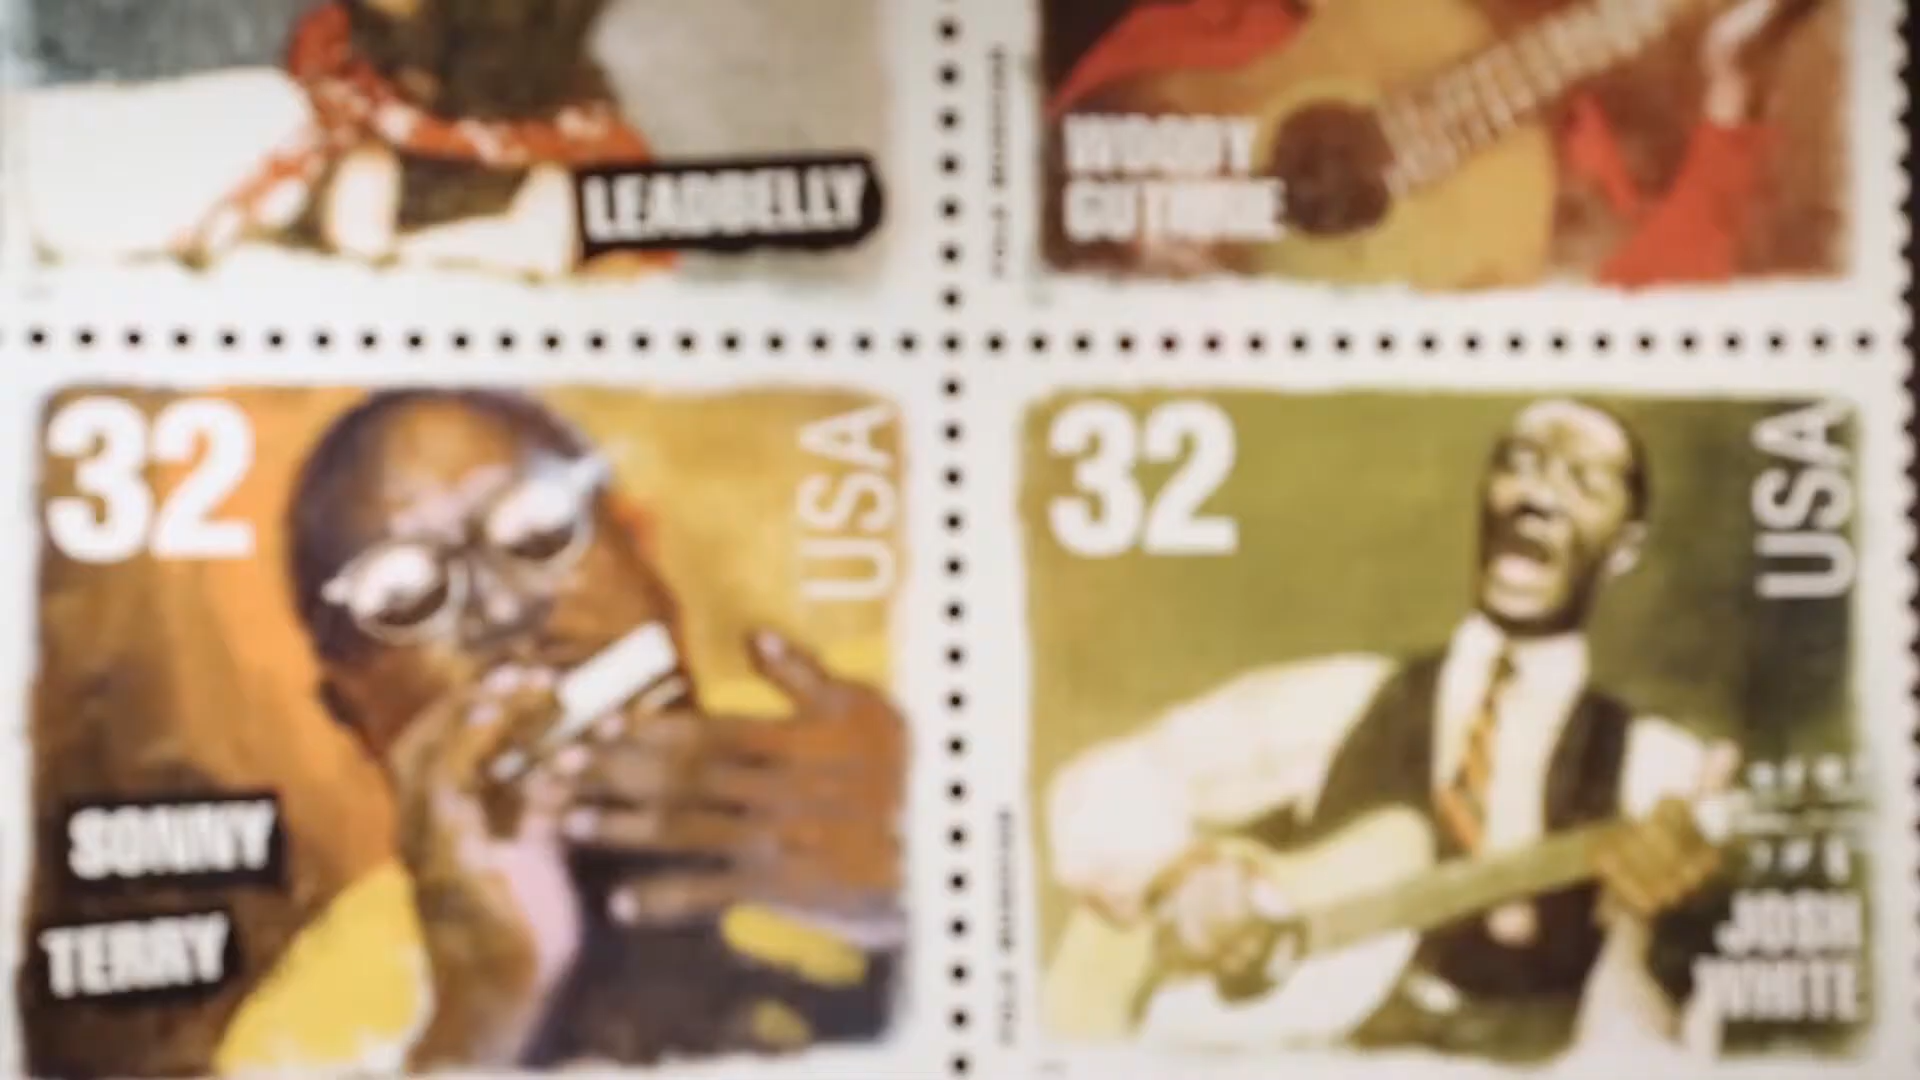 LEADBELLY
WOODY
GUTHRIE
32
USA
SONNY
TERRY
32
USA
JOSH
WHITE